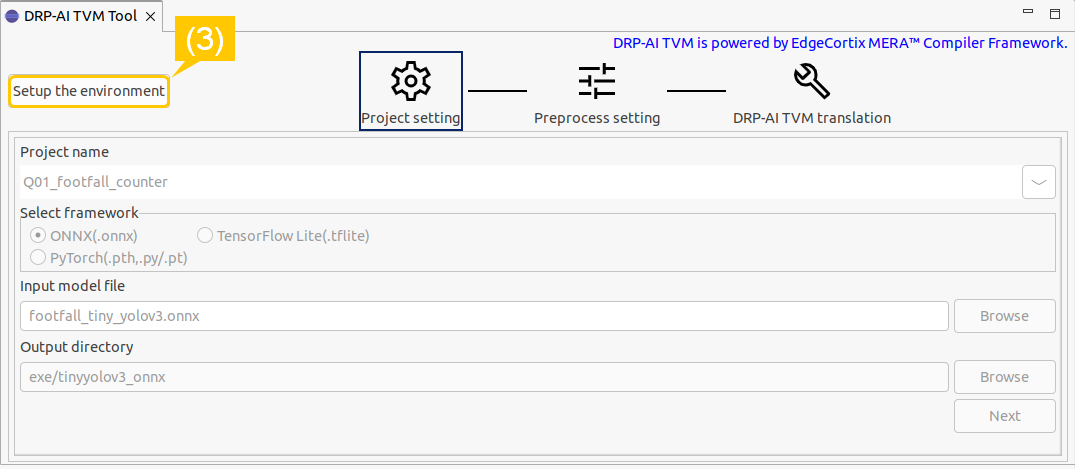 DRP-AI TVM Tool
(3)
DRP-AI TVM is powered by EdgeCortix MERA™ Compiler Framework.
Setup the environment
Project setting
Preprocess setting
DRP-AI TVM translation
Project name
Q01_footfall_counter
Select framework
ONNX(.onnx) TensorFlow Lite(.tflite)
PyTorch(.pth,.py/.pt)
Input model file
footfall_tiny_yolov3.onnx Browse
Output directory
exe/tinyyolov3_onnx Browse
Next